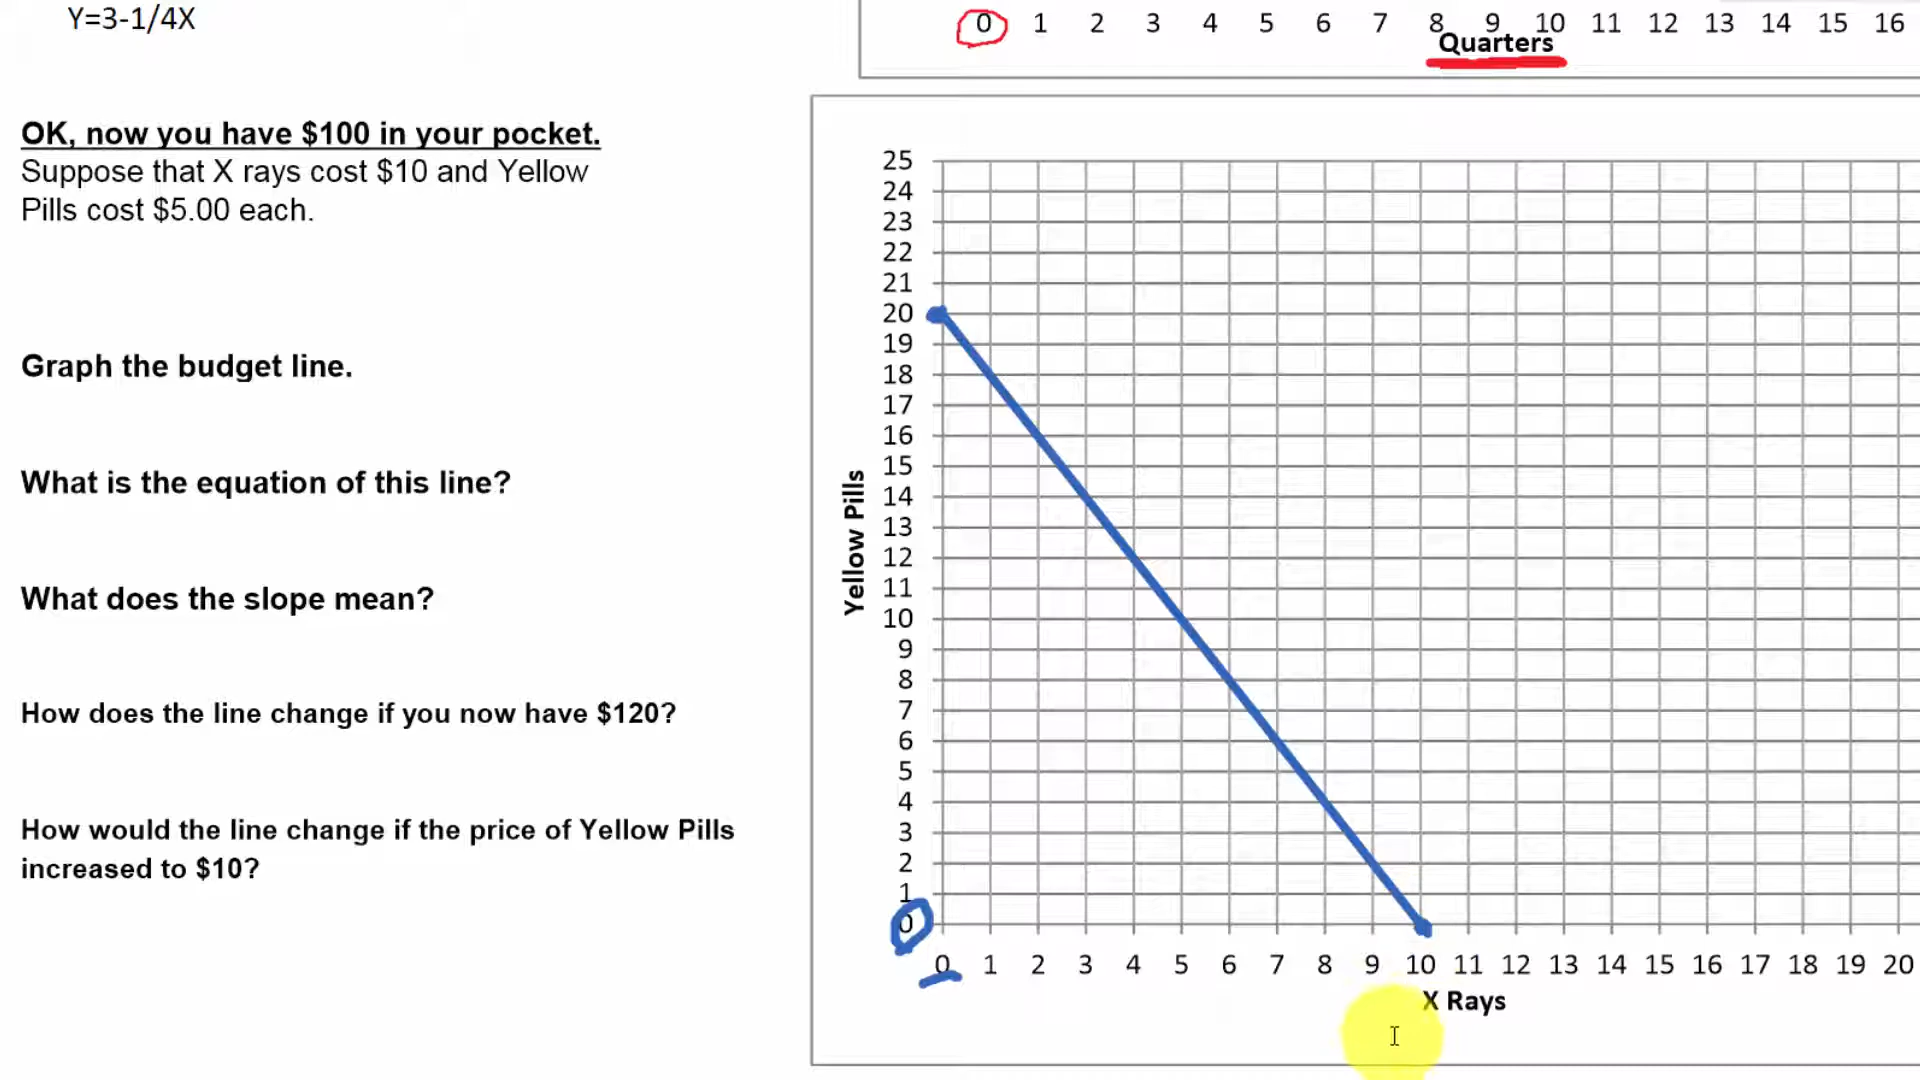 Y=3-1/4X
0 1 2 3 4 5 6 7 8 9 10 11 12 13 14 15 16
Quarters
OK, now you have $100 in your pocket.
Suppose that X rays cost $10 and Yellow
Pills cost $5.00 each.
Graph the budget line.
What is the equation of this line?
What does the slope mean?
How does the line change if you now have $120?
How would the line change if the price of Yellow Pills
increased to $10?
25
24
23
22
21
20
19
18
17
16
15
14
13
12
11
10
9
8
7
6
5
4
3
2
1
0
Yellow Pills
0 1 2 3 4 5 6 7 8 9 10 11 12 13 14 15 16 17 18 19 20
X Rays